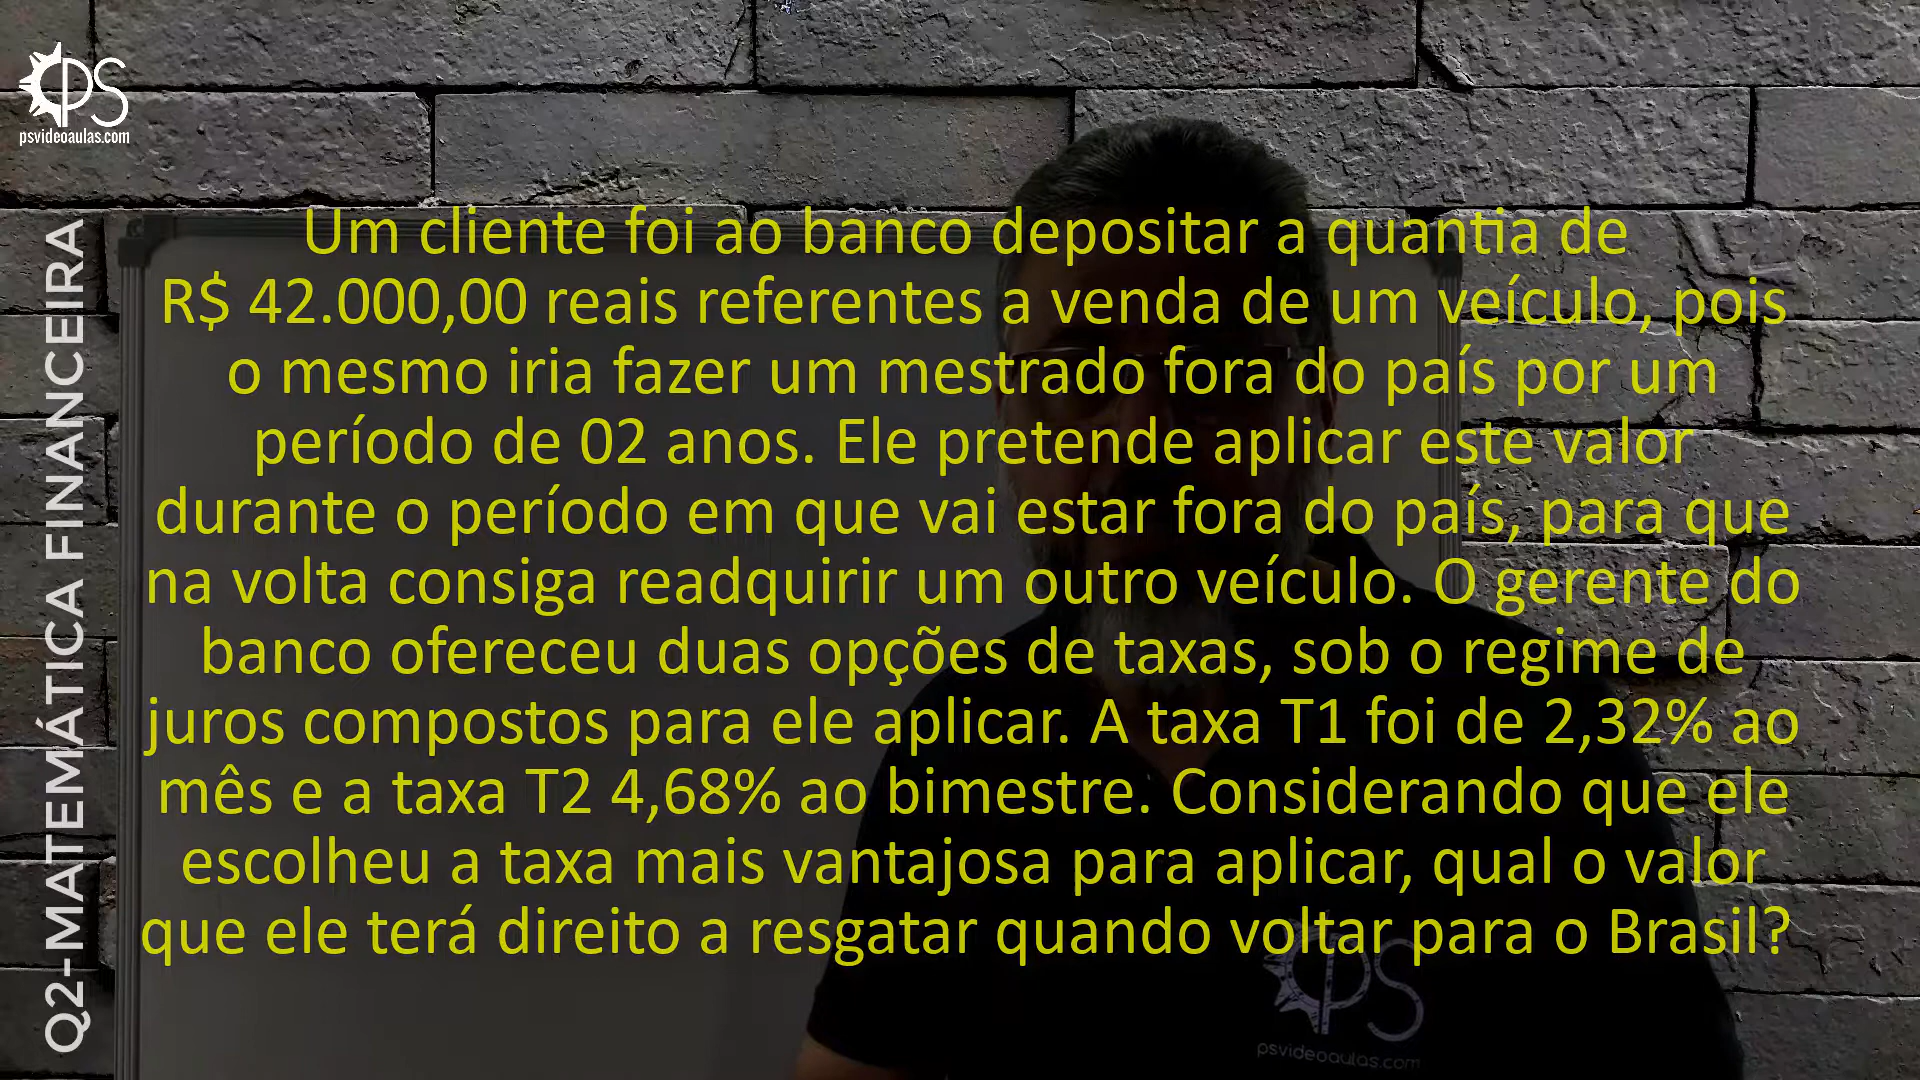 PS
psvideoaulas.com
Q2-MATEMÁTICA FINANCEIRA
Um cliente foi ao banco depositar a quantia de
R$ 42.000,00 reais referentes a venda de um veículo, pois
o mesmo iria fazer um mestrado fora do país por um
período de 02 anos. Ele pretende aplicar este valor
durante o período em que vai estar fora do país, para que
na volta consiga readquirir um outro veículo. O gerente do
banco ofereceu duas opções de taxas, sob o regime de
juros compostos para ele aplicar. A taxa T1 foi de 2,32% ao
mês e a taxa T2 4,68% ao bimestre. Considerando que ele
escolheu a taxa mais vantajosa para aplicar, qual o valor
que ele terá direito a resgatar quando voltar para o Brasil?
PS
psvideoaulas.com